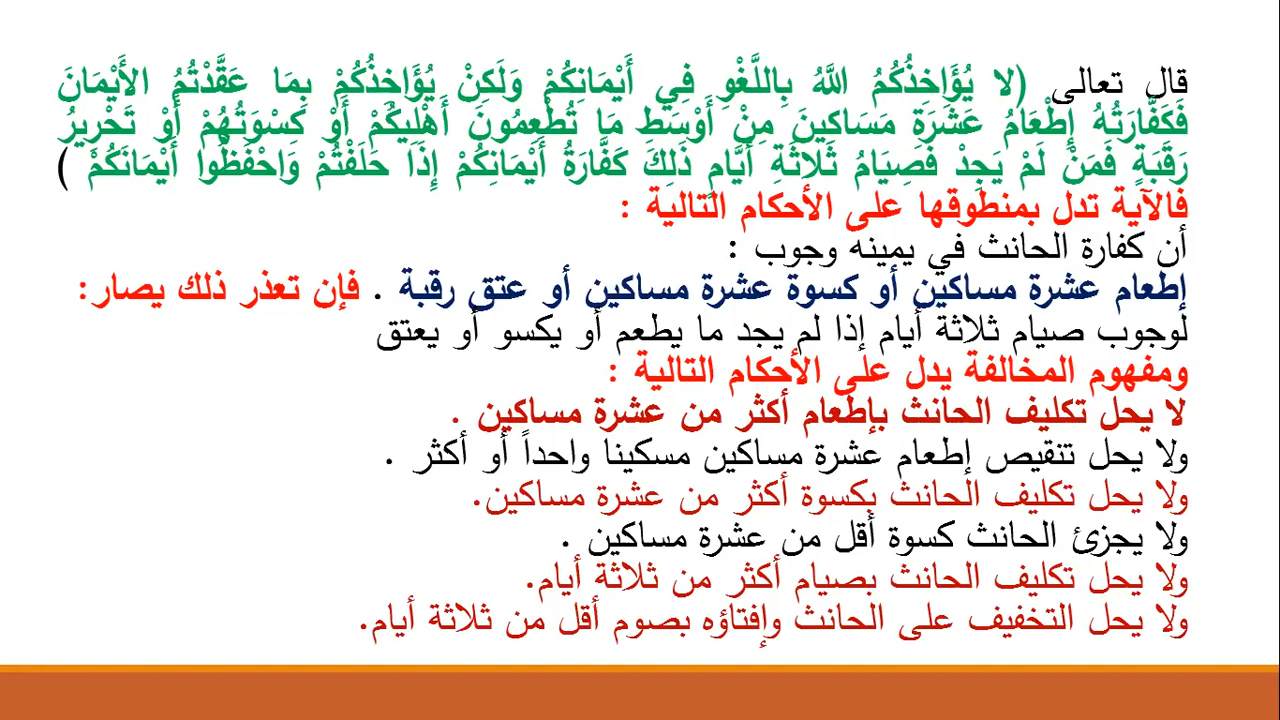 قال تعالى (لا يُؤَاخِذُكُمُ اللَّهُ بِاللَّغْوِ فِي أَيْمَانِكُمْ وَلَكِنْ يُؤَاخِذُكُمْ بِمَا عَقَّدْتُمُ الأَيْمَانَ
فَكَفَّارَتُهُ إِطْعَامُ عَشَرَةِ مَسَاكِينَ مِنْ أَوْسَطِ مَا تُطْعِمُونَ أَهْلِيكُمْ أَوْ كَسْوَتُهُمْ أَوْ تَحْرِيرُ
رَقَبَةٍ فَمَنْ لَمْ يَجِدْ فَصِيَامُ ثَلاثَةِ أَيَّامٍ ذَلِكَ كَفَّارَةُ أَيْمَانِكُمْ إِذَا حَلَفْتُمْ وَاحْفَظُوا أَيْمَانَكُمْ )
فالآية تدل بمنطوقها على الأحكام التالية :
أن كفارة الحانث في يمينه وجوب :
إطعام عشرة مساكين أو كسوة عشرة مساكين أو عتق رقبة . فإن تعذر ذلك يصار:
لوجوب صيام ثلاثة أيام إذا لم يجد ما يطعم أو يكسو أو يعتق
ومفهوم المخالفة يدل على الأحكام التالية :
لا يحل تكليف الحانث بإطعام أكثر من عشرة مساكين .
ولا يحل تنقيص إطعام عشرة مساكين مسكينا واحداً أو أكثر .
ولا يحل تكليف الحانث بكسوة أكثر من عشرة مساكين.
ولا يجزئ الحانث كسوة أقل من عشرة مساكين .
ولا يحل تكليف الحانث بصيام أكثر من ثلاثة أيام.
ولا يحل التخفيف على الحانث وإفتاؤه بصوم أقل من ثلاثة أيام.